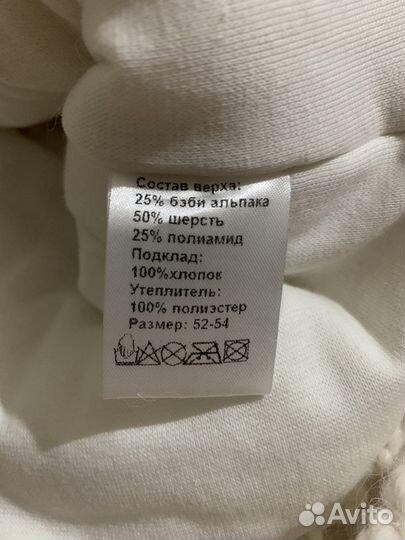 Состав верха:
25% бэби альпака
50% шерсть
25% полиамид
Подклад:
100%хлопок
Утеплитель:
100% полиэстер
Размер: 52-54
Avito